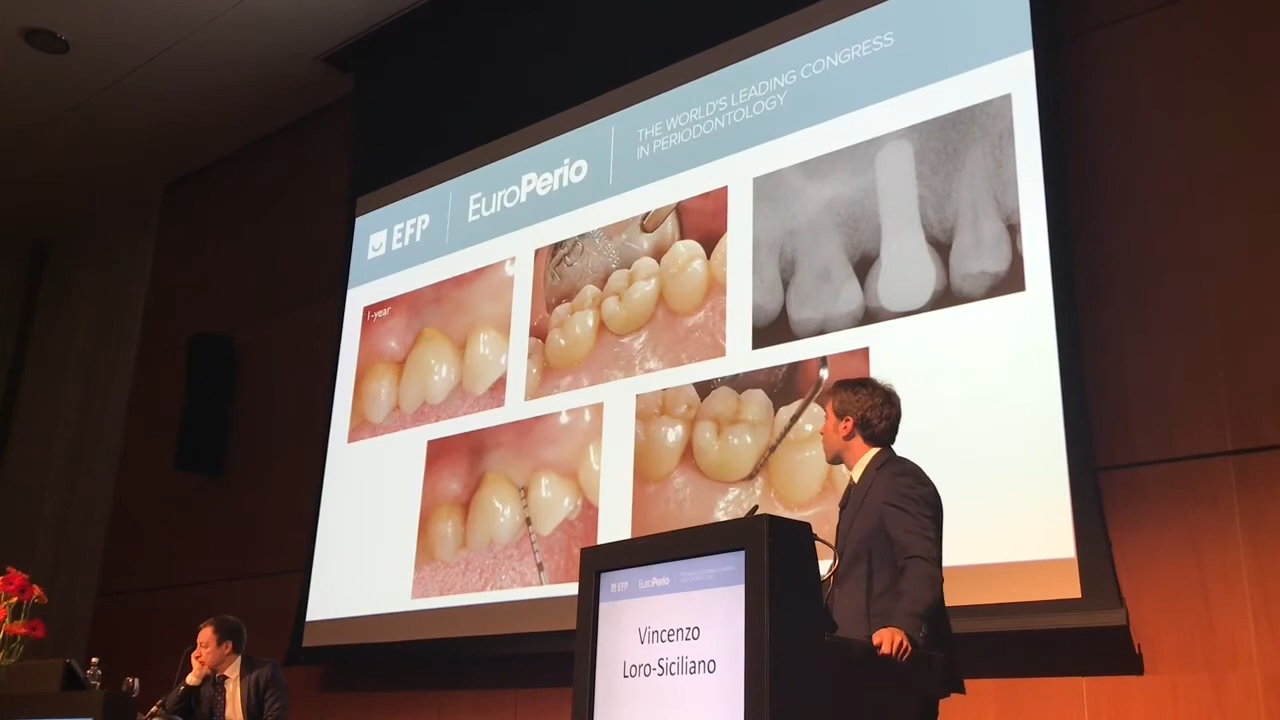 EFP
EuroPerio
THE WORLD'S LEADING CONGRESS
IN PERIODONTOLOGY
1-year
EFP
EuroPerio
Vincenzo
Loro-Siciliano